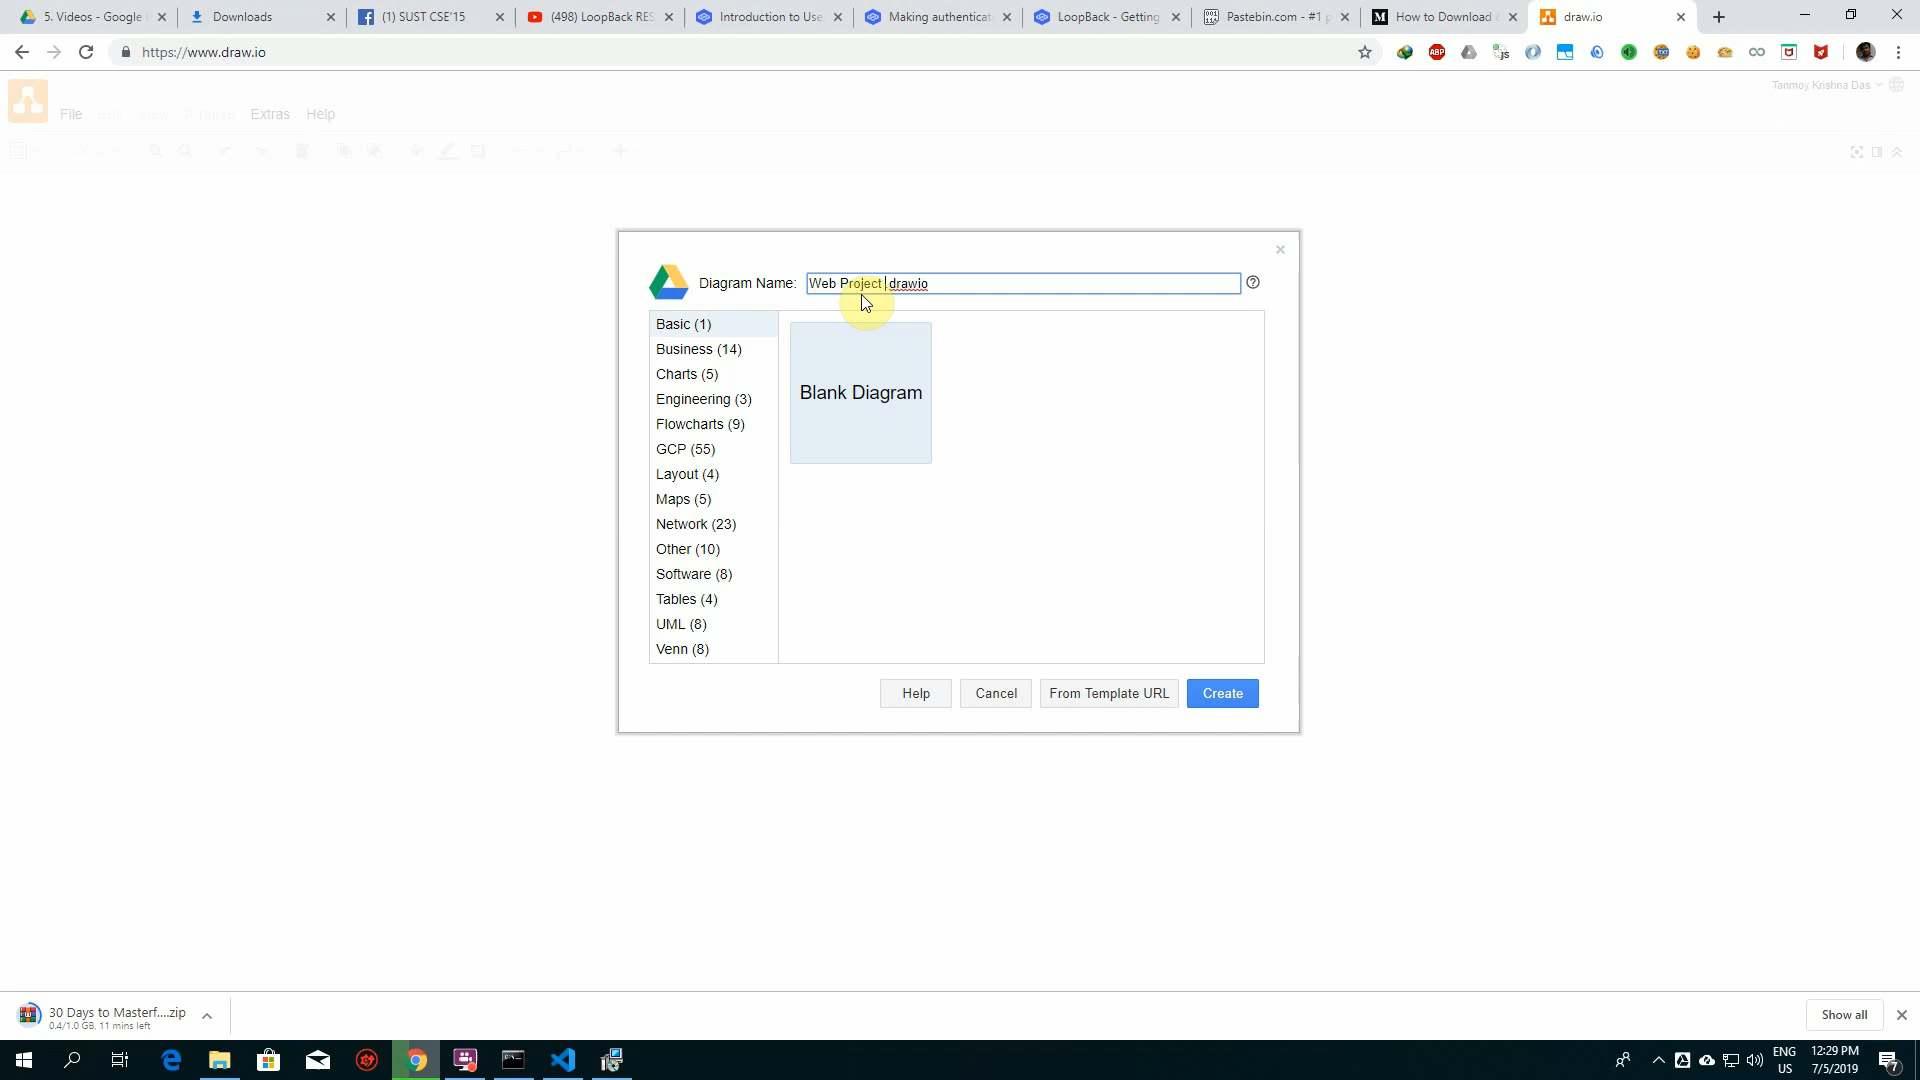 5. Videos - Google
Downloads
(1) SUST CSE'15
(498) LoopBack RES
Introduction to Use
Making authenticat
LoopBack - Getting
Pastebin.com - #1 p
How to Download
draw.io
https://www.draw.io
Tanmoy Krishna Das
File Edit View Arrange Extras Help
Diagram Name: Web Project .drawio
Basic (1)
Business (14)
Charts (5)
Engineering (3)
Flowcharts (9)
GCP (55)
Layout (4)
Maps (5)
Network (23)
Other (10)
Software (8)
Tables (4)
UML (8)
Venn (8)
Blank Diagram
Help
Cancel
From Template URL
Create
30 Days to Masterf....zip
0.4/1.0 GB, 11 mins left
Show all
ENG
US
12:29 PM
7/5/2019
7